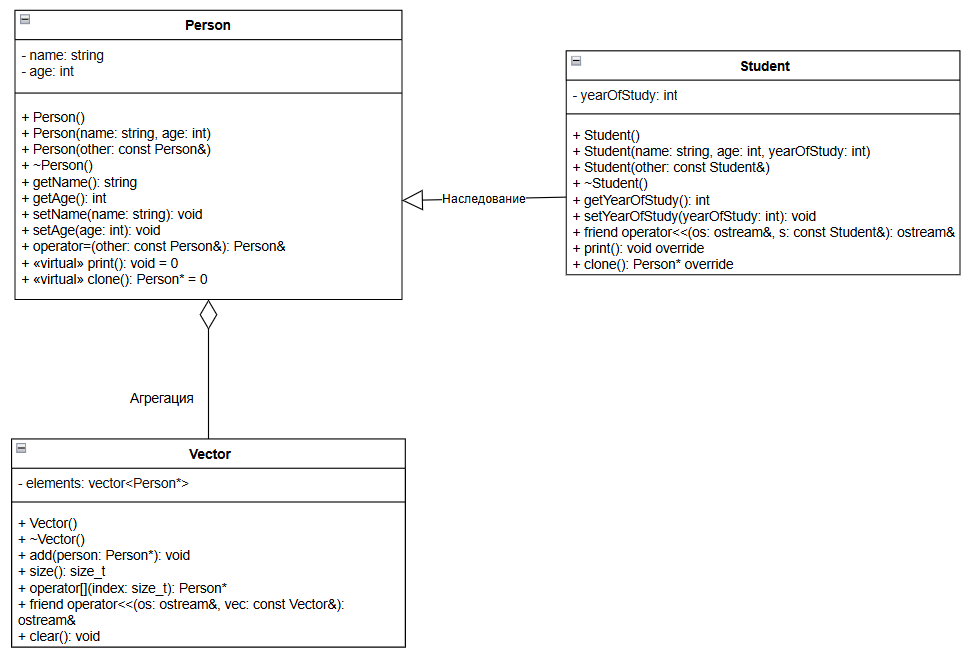 Person
- name: string
- age: int
+ Person()
+ Person(name: string, age: int)
+ Person(other: const Person&)
+ ~Person()
+ getName(): string
+ getAge(): int
+ setName(name: string): void
+ setAge(age: int): void
+ operator=(other: const Person&): Person&
+ «virtual» print(): void = 0
+ «virtual» clone(): Person* = 0
Наследование
Student
- yearOfStudy: int
+ Student()
+ Student(name: string, age: int, yearOfStudy: int)
+ Student(other: const Student&)
+ ~Student()
+ getYearOfStudy(): int
+ setYearOfStudy(yearOfStudy: int): void
+ friend operator<<(os: ostream&, s: const Student&): ostream&
+ print(): void override
+ clone(): Person* override
Агрегация
Vector
- elements: vector<Person*>
+ Vector()
+ ~Vector()
+ add(person: Person*): void
+ size(): size_t
+ operator[](index: size_t): Person*
+ friend operator<<(os: ostream&, vec: const Vector&):
ostream&
+ clear(): void